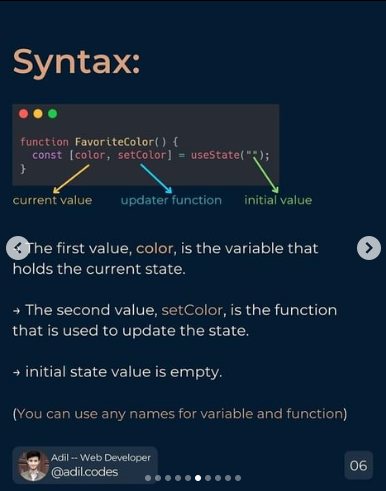 Syntax:
function FavoriteColor() {
const [color, setColor] = useState("");
}
current value updater function initial value
→ The first value, color, is the variable that
holds the current state.
→ The second value, setColor, is the function
that is used to update the state.
→ initial state value is empty.
(You can use any names for variable and function)
Adil -- Web Developer
@adil.codes
06